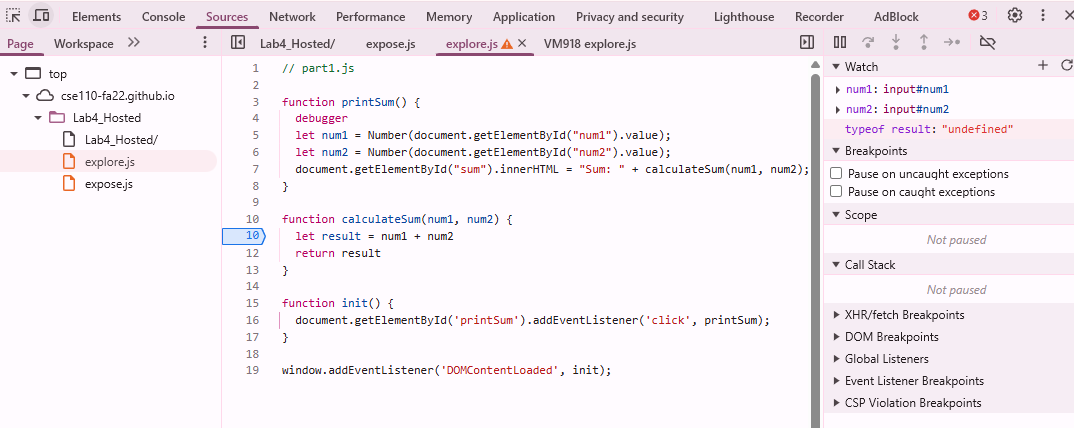 Elements Console Sources Network Performance Memory Application Privacy and security Lighthouse Recorder AdBlock 3
Page Workspace
top
cse110-fa22.github.io
Lab4_Hosted
Lab4_Hosted/
explore.js
expose.js
Lab4_Hosted/ expose.js explore.js VM918 explore.js
1 // part1.js
2
3 function printSum() {
4 debugger
5 let num1 = Number(document.getElementById("num1").value);
6 let num2 = Number(document.getElementById("num2").value);
7 document.getElementById("sum").innerHTML = "Sum: " + calculateSum(num1, num2);
8 }
9
10 function calculateSum(num1, num2) {
10 let result = num1 + num2
12 return result
13 }
14
15 function init() {
16 document.getElementById('printSum').addEventListener('click', printSum);
17 }
18
19 window.addEventListener('DOMContentLoaded', init);
Watch
num1: input#num1
num2: input#num2
typeof result: "undefined"
Breakpoints
Pause on uncaught exceptions
Pause on caught exceptions
Scope
Not paused
Call Stack
Not paused
XHR/fetch Breakpoints
DOM Breakpoints
Global Listeners
Event Listener Breakpoints
CSP Violation Breakpoints